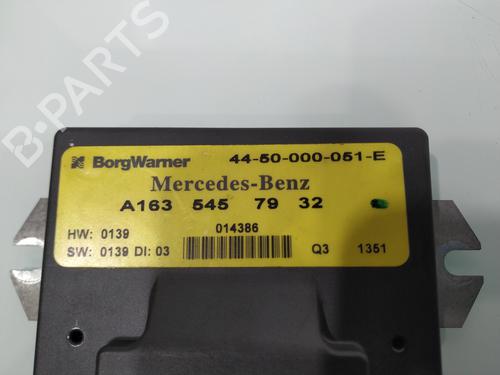 BorgWarner 44-50-000-051-E
Mercedes-Benz
A163 545 79 32
HW: 0139 014386
SW: 0139 DI: 03 Q3 1351
B-PARTS